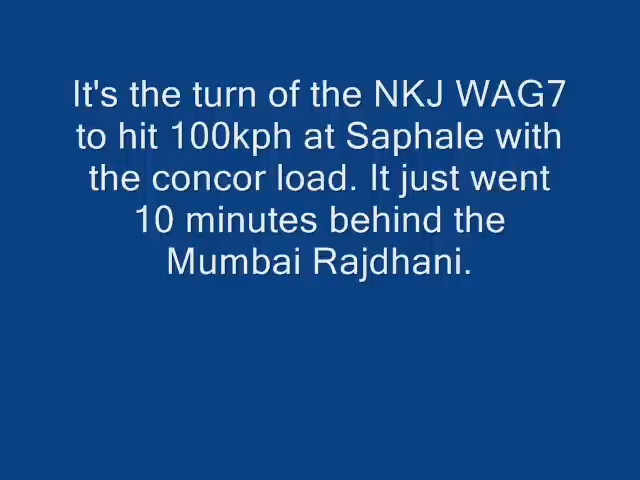 It's the turn of the NKJ WAG7
to hit 100kph at Saphale with
the concor load. It just went
10 minutes behind the
Mumbai Rajdhani.